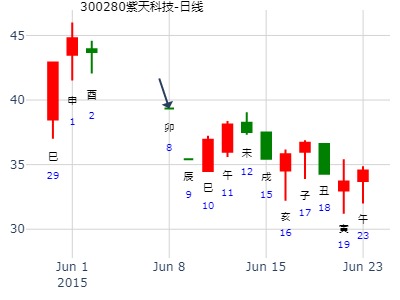 300280紫天科技-日线
45
40
35
30
巳
29
申
1
酉
2
卯
8
辰
9
巳
10
午
11
未
12
戌
15
亥
16
子
17
丑
18
寅
19
午
23
Jun 1
2015
Jun 8
Jun 15
Jun 23